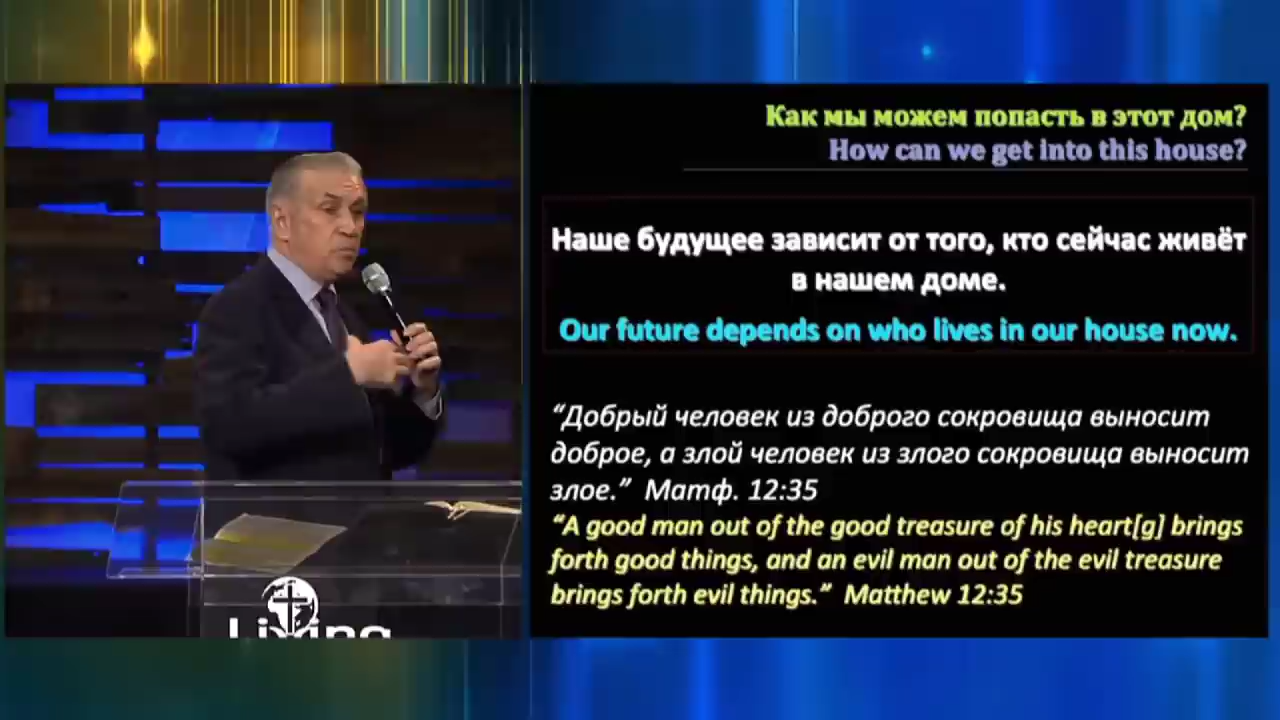 Как мы можем попасть в этот дом?
How can we get into this house?
Наше будущее зависит от того, кто сейчас живёт
в нашем доме.
Our future depends on who lives in our house now.
“Добрый человек из доброго сокровища выносит
доброе, а злой человек из злого сокровища выносит
злое.” Матф. 12:35
“A good man out of the good treasure of his heart[g] brings
forth good things, and an evil man out of the evil treasure
brings forth evil things.” Matthew 12:35
Living